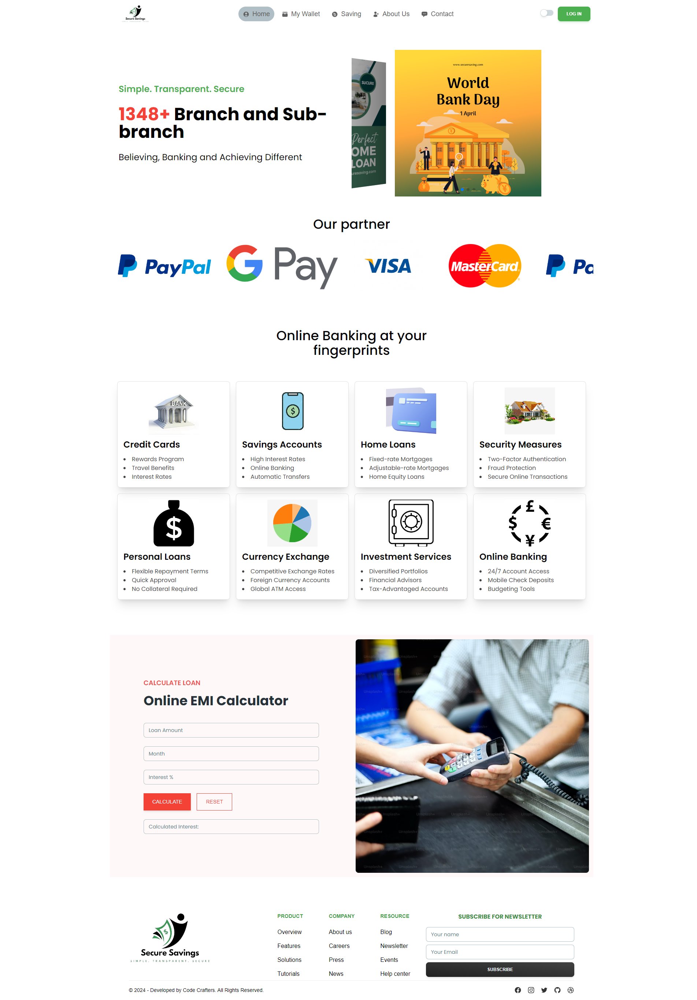 Secure Savings
SIMPLE. TRANSPARENT. SECURE
Home
My Wallet
Saving
About Us
Contact
LOG IN
Simple. Transparent. Secure
1348+ Branch and Sub-
branch
Believing, Banking and Achieving Different
SUCURE
Perfect
OME
LOAN
uresaving.com
www.securesaving.com
World
Bank Day
1 April
Our partner
PayPal
G Pay
VISA
MasterCard
Pa
Online Banking at your
fingerprints
BANK
Credit Cards
Rewards Program
Travel Benefits
Interest Rates
$
Savings Accounts
High Interest Rates
Online Banking
Automatic Transfers
Home Loans
Fixed-rate Mortgages
Adjustable-rate Mortgages
Home Equity Loans
Security Measures
Two-Factor Authentication
Fraud Protection
Secure Online Transactions
$
Personal Loans
Flexible Repayment Terms
Quick Approval
No Collateral Required
Currency Exchange
Competitive Exchange Rates
Foreign Currency Accounts
Global ATM Access
Investment Services
Diversified Portfolios
Financial Advisors
Tax-Advantaged Accounts
£
$ €
¥
Online Banking
24/7 Account Access
Mobile Check Deposits
Budgeting Tools
CALCULATE LOAN
Online EMI Calculator
Loan Amount
Month
Interest %
CALCULATE
RESET
Calculated Interest:
Unsplash+
Secure Savings
SIMPLE. TRANSPARENT. SECURE
PRODUCT
Overview
Features
Solutions
Tutorials
COMPANY
About us
Careers
Press
News
RESOURCE
Blog
Newsletter
Events
Help center
SUBSCRIBE FOR NEWSLETTER
Your name
Your Email
SUBSCRIBE
© 2024 - Developed by Code Crafters. All Rights Reserved.